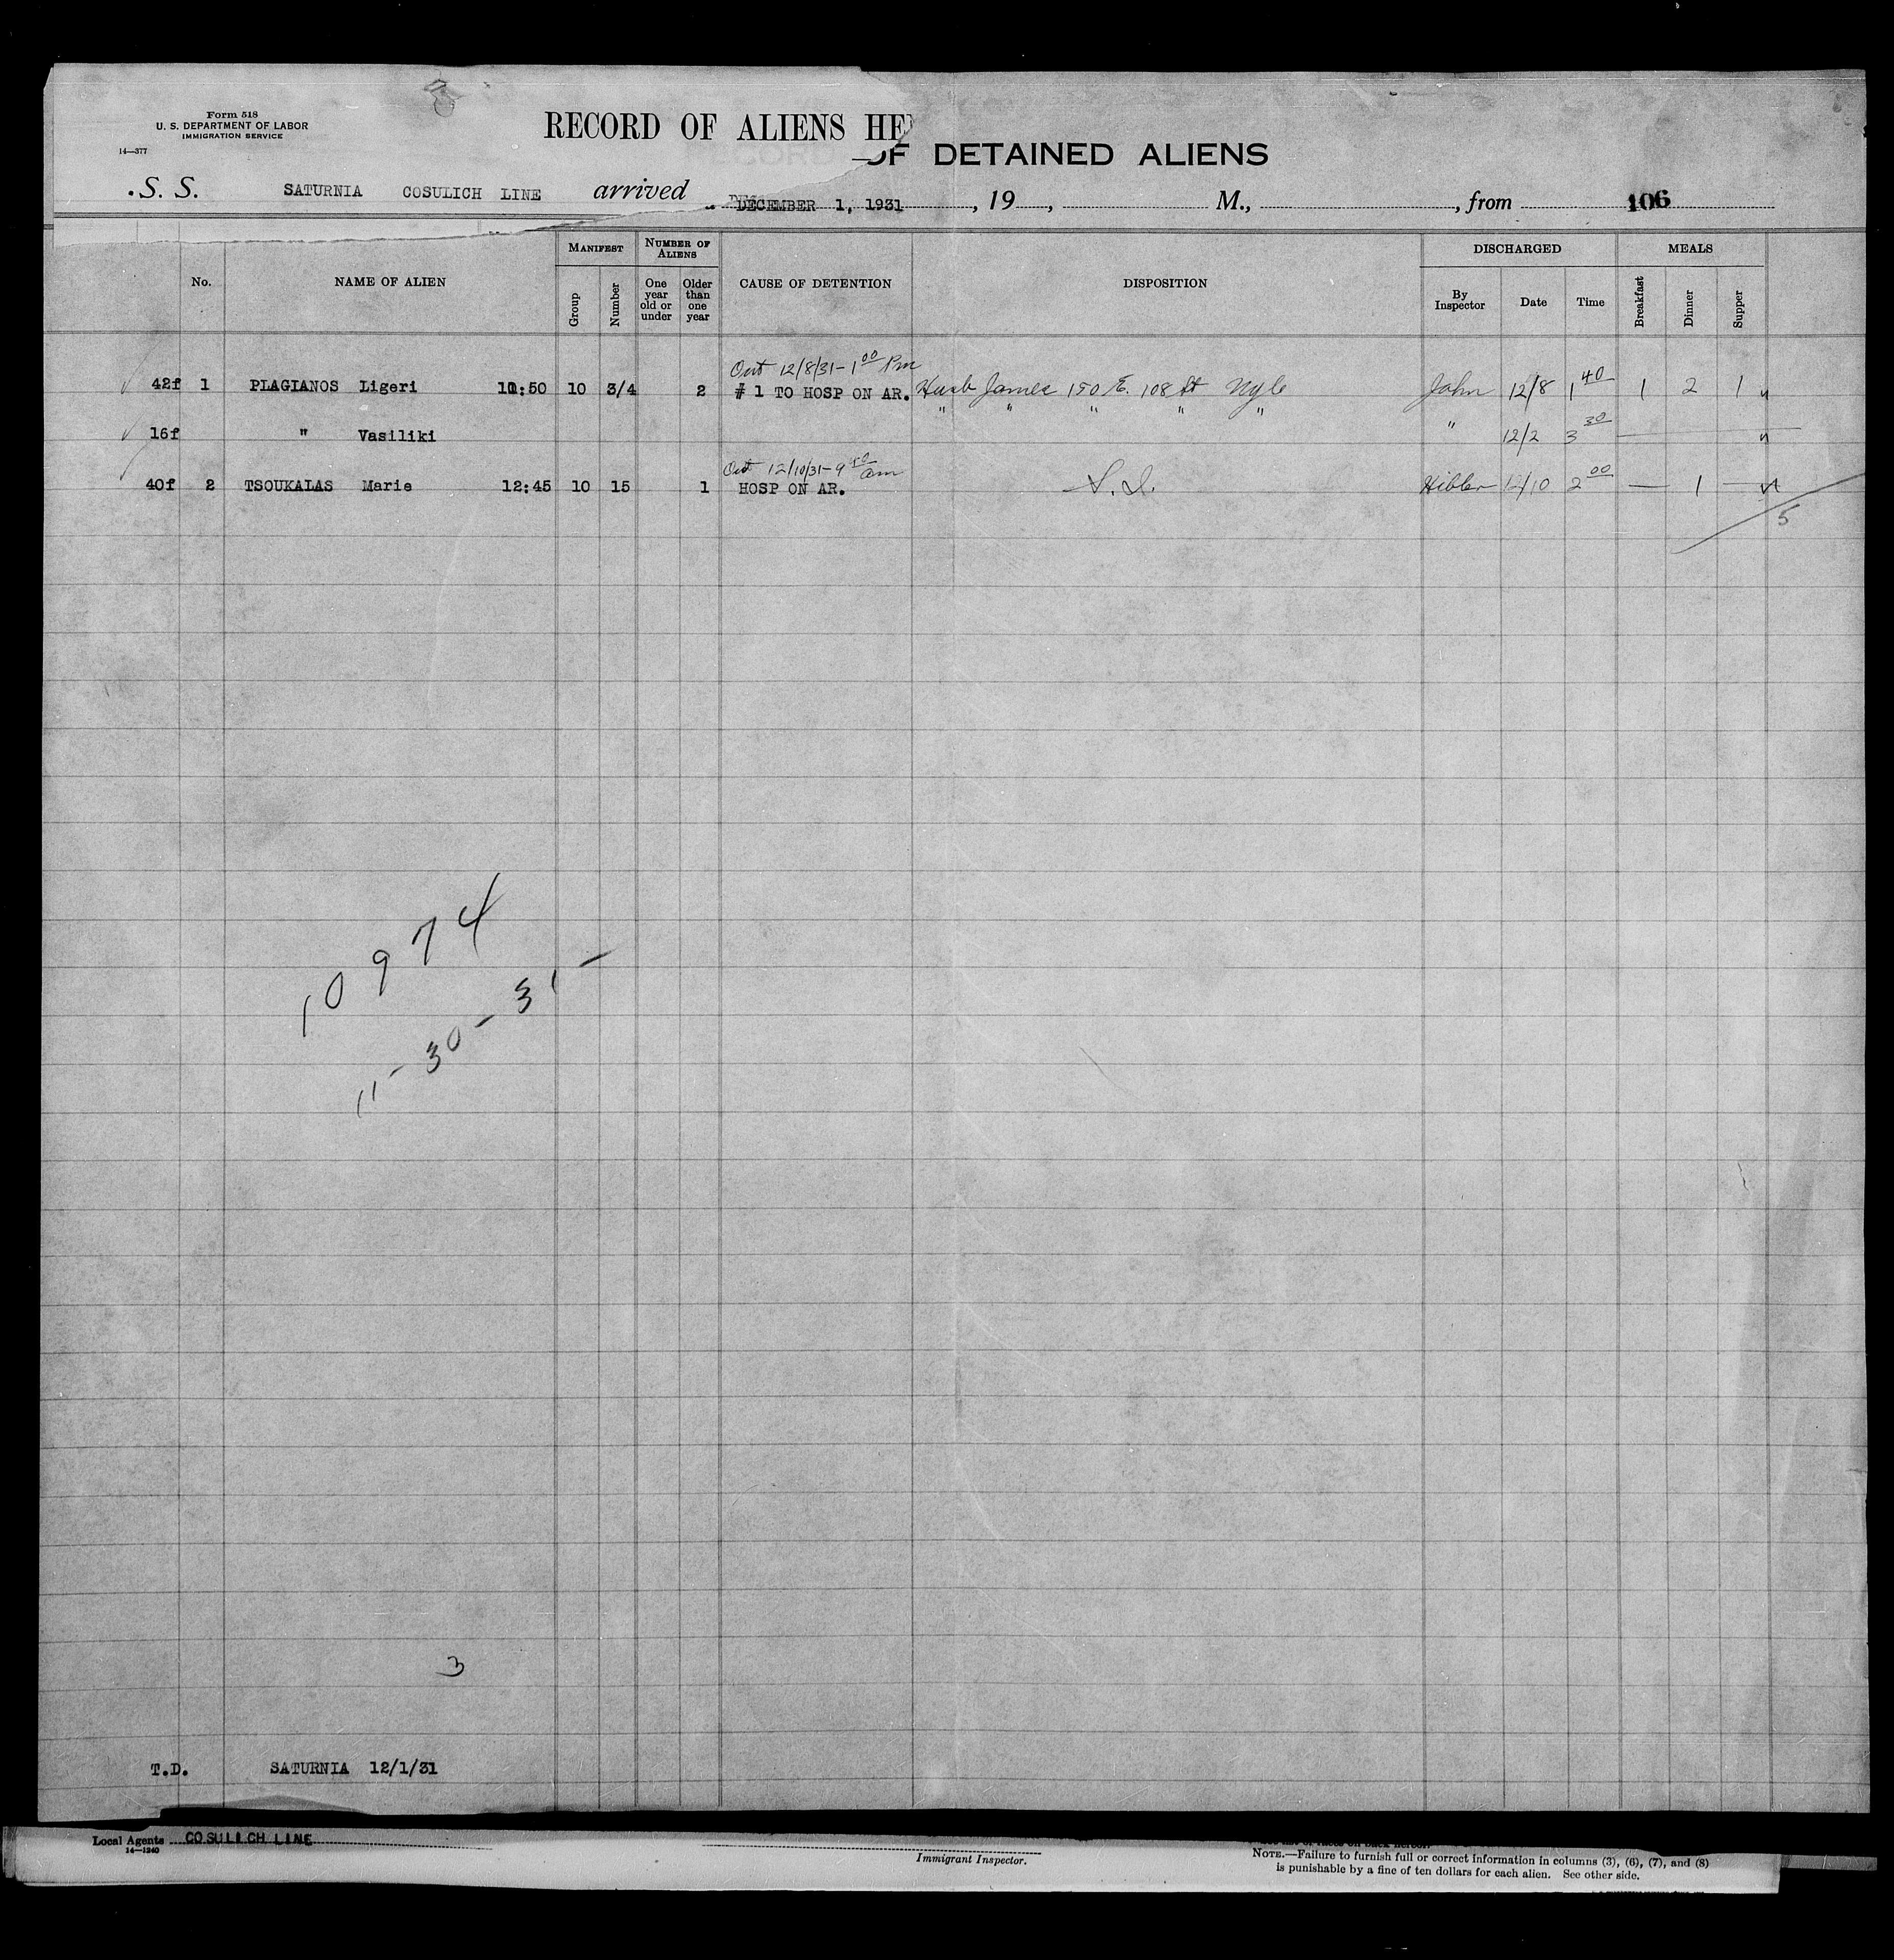 Form 518
U. S. DEPARTMENT OF LABOR
IMMIGRATION SERVICE
14—377
RECORD OF ALIENS HE
OF DETAINED ALIENS
S. S. SATURNIA COSULICH LINE arrived DECEMBER 1, 1931, 19, M., from 106
MANIFEST NUMBER OF ALIENS DISCHARGED MEALS
No. NAME OF ALIEN Group Number One year old or under Older than one year CAUSE OF DETENTION DISPOSITION By Inspector Date Time Breakfast Dinner Supper
Out 12/8/31 - 1 00 Pm
42f 1 PLAGIANOS Ligeri 10:50 10 3/4 2 # 1 TO HOSP ON AR. Husb James 150 E. 108 St Nyc John 12/8 1 40 1 2 1 "
" " " " "
16f " Vasiliki " 12/2 3 30 — "
Out 12/10/31 - 9 40 am
40f 2 TSOUKALAS Marie 12:45 10 15 1 HOSP ON AR. S.I. Hibler 12/10 2 00 — 1 —
5
10974
11-30-31-
3
T.D. SATURNIA 12/1/31
Local Agents COSULICH LINE
14—1240
Immigrant Inspector.
NOTE.—Failure to furnish full or correct information in columns (3), (6), (7), and (8)
is punishable by a fine of ten dollars for each alien. See other side.